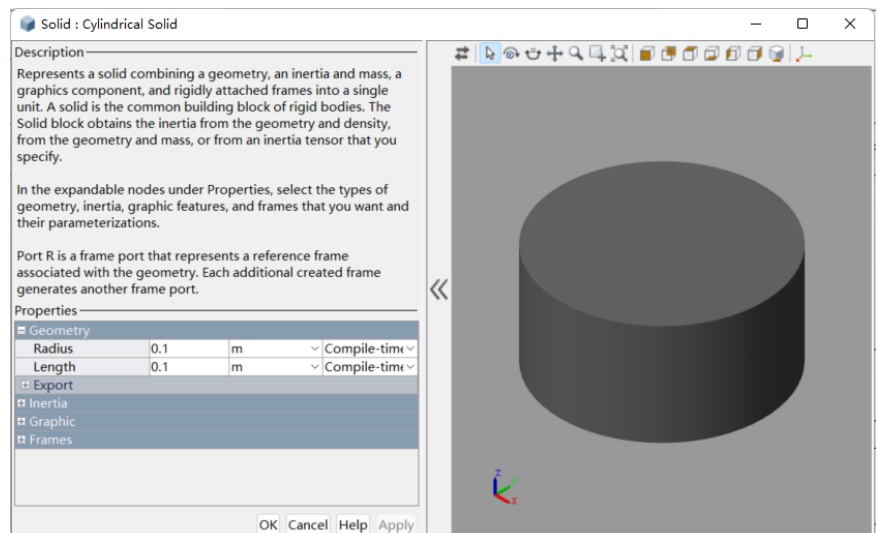 Solid : Cylindrical Solid
Description
Represents a solid combining a geometry, an inertia and mass, a
graphics component, and rigidly attached frames into a single
unit. A solid is the common building block of rigid bodies. The
Solid block obtains the inertia from the geometry and density,
from the geometry and mass, or from an inertia tensor that you
specify.
In the expandable nodes under Properties, select the types of
geometry, inertia, graphic features, and frames that you want and
their parameterizations.
Port R is a frame port that represents a reference frame
associated with the geometry. Each additional created frame
generates another frame port.
Properties
Geometry
Radius 0.1 m Compile-time
Length 0.1 m Compile-time
Export
Inertia
Graphic
Frames
OK Cancel Help Apply
z
y
x